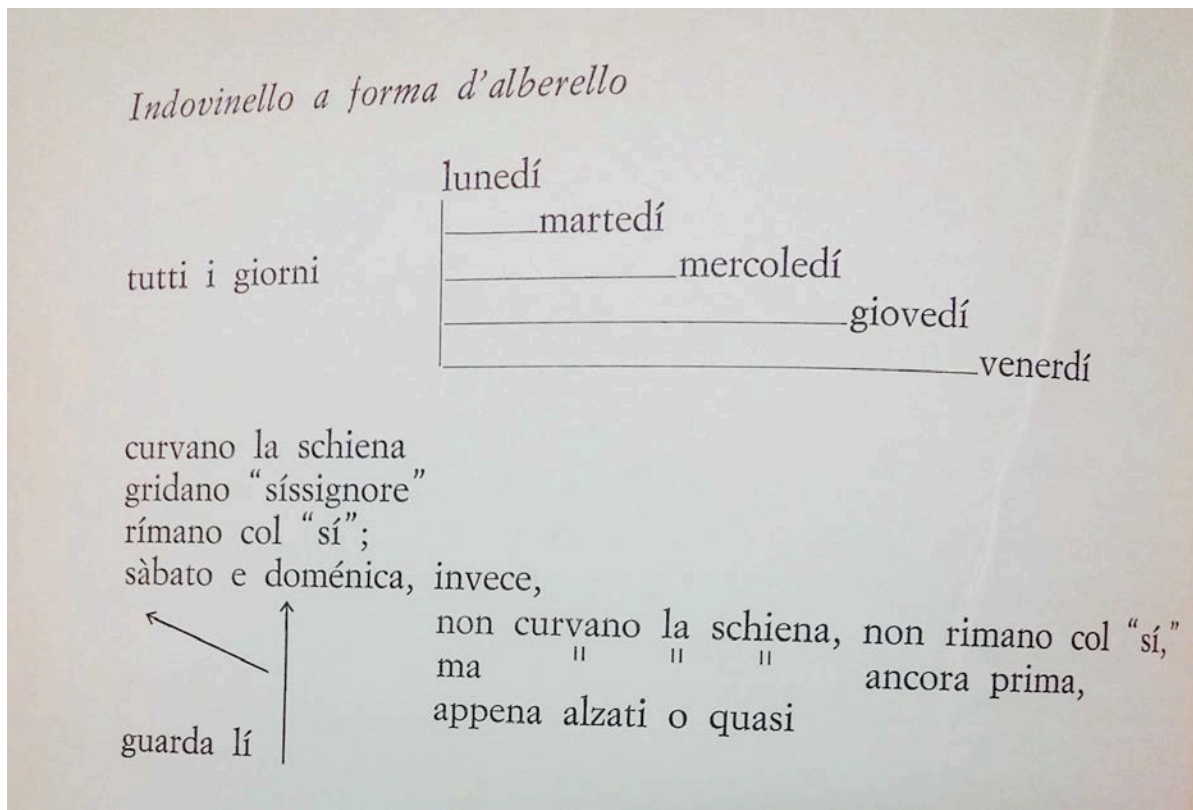 Indovinello a forma d'alberello
lunedí
martedí
tutti i giorni
mercoledí
giovedí
venerdí
curvano la schiena
gridano “síssignore”
rímano col “sí”;
sàbato e doménica, invece,
non curvano la schiena, non rimano col “sí,”
ma ancora prima,
appena alzati o quasi
guarda lí